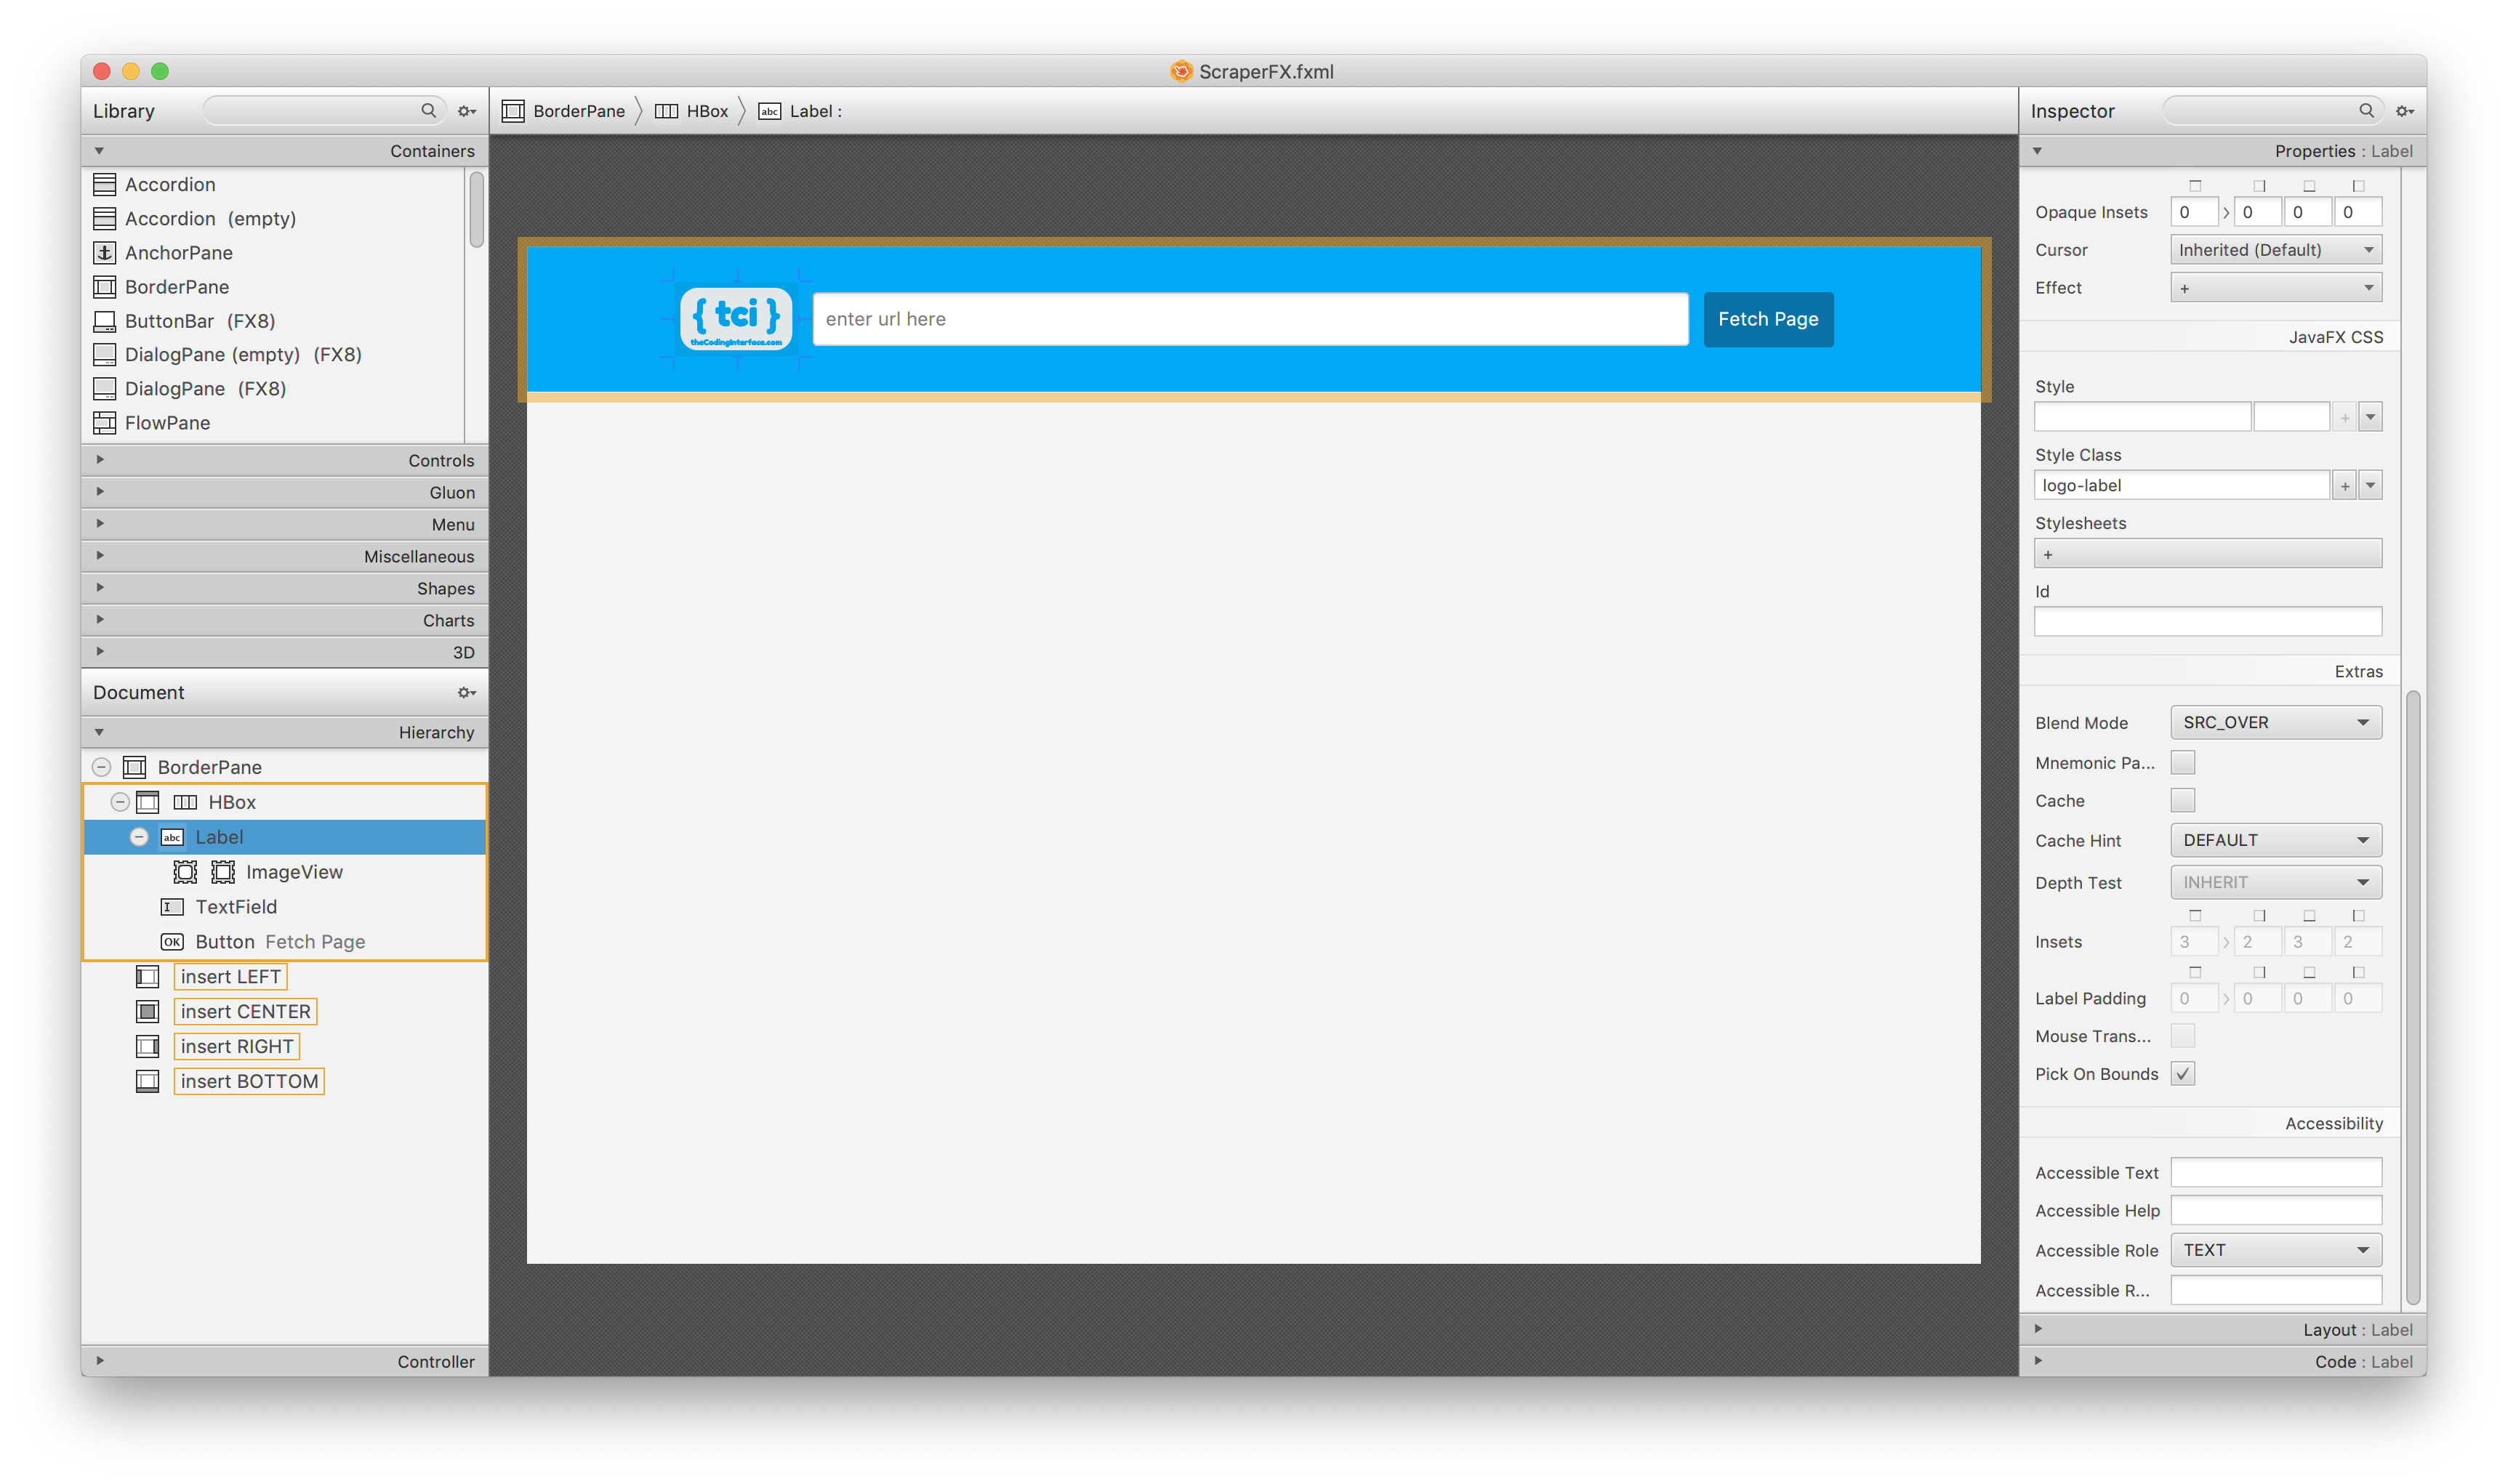 ScraperFX.fxml
Library
Containers
Accordion
Accordion (empty)
AnchorPane
BorderPane
ButtonBar (FX8)
DialogPane (empty) (FX8)
DialogPane (FX8)
FlowPane
Controls
Gluon
Menu
Miscellaneous
Shapes
Charts
3D
Document
Hierarchy
BorderPane
HBox
abc Label
ImageView
TextField
OK Button Fetch Page
insert LEFT
insert CENTER
insert RIGHT
insert BOTTOM
Controller
BorderPane HBox abc Label :
{ tci }
theCodingInterface.com
enter url here
Fetch Page
Inspector
Properties : Label
Opaque Insets 0 0 0 0
Cursor Inherited (Default)
Effect +
JavaFX CSS
Style
+
Style Class
logo-label +
Stylesheets
+
Id
Extras
Blend Mode SRC_OVER
Mnemonic Pa...
Cache
Cache Hint DEFAULT
Depth Test INHERIT
Insets 3 2 3 2
Label Padding 0 0 0 0
Mouse Trans...
Pick On Bounds
Accessibility
Accessible Text
Accessible Help
Accessible Role TEXT
Accessible R...
Layout : Label
Code : Label